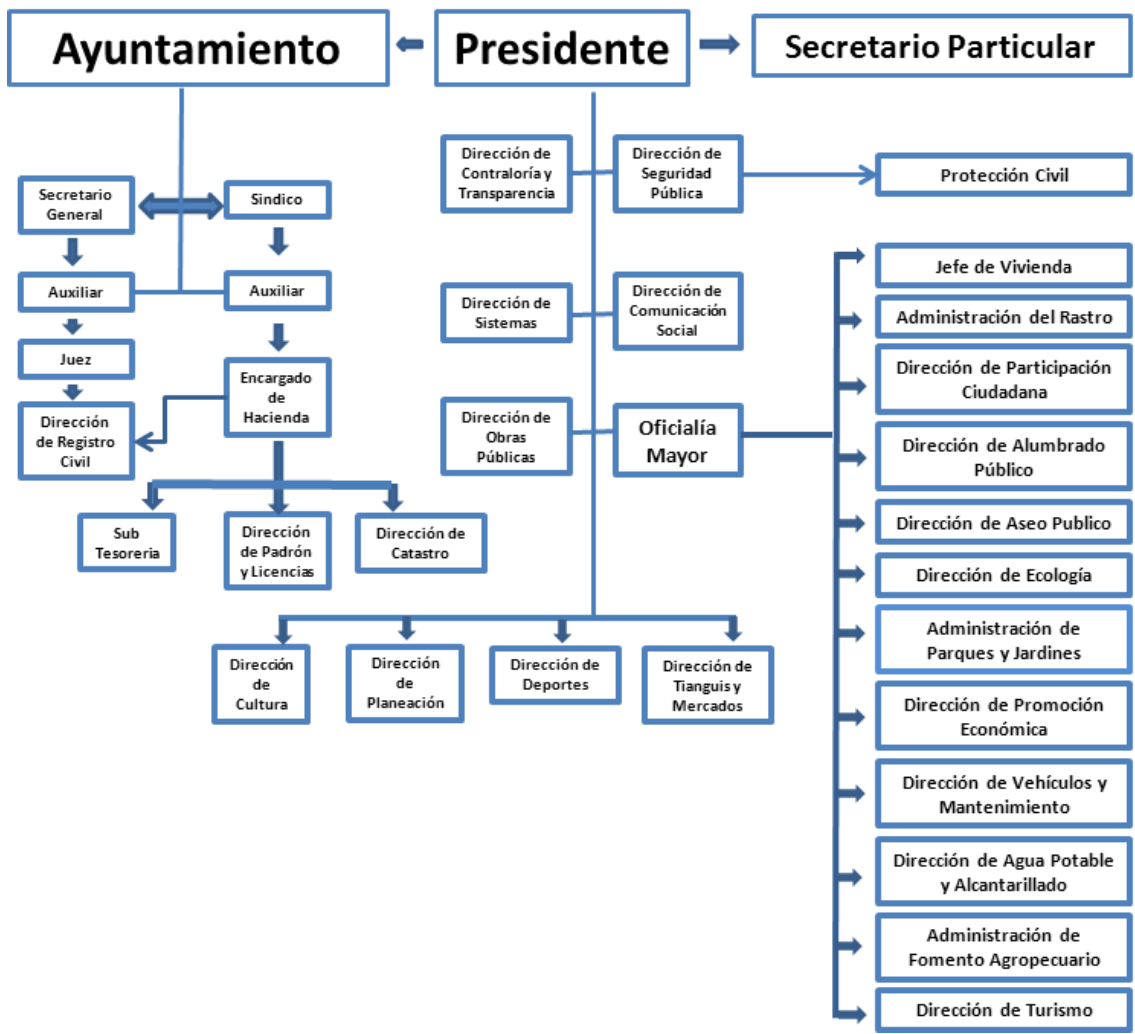 Ayuntamiento
Presidente
Secretario Particular
Secretario
General
Sindico
Auxiliar
Auxiliar
Juez
Encargado
de
Hacienda
Dirección
de Registro
Civil
Sub
Tesoreria
Dirección
de Padrón
y Licencias
Dirección de
Catastro
Dirección de
Contraloría y
Transparencia
Dirección de
Seguridad
Pública
Protección Civil
Dirección de
Sistemas
Dirección de
Comunicación
Social
Dirección de
Obras
Públicas
Oficialía
Mayor
Dirección
de
Cultura
Dirección
de
Planeación
Dirección de
Deportes
Dirección de
Tianguis y
Mercados
Jefe de Vivienda
Administración del Rastro
Dirección de Participación
Ciudadana
Dirección de Alumbrado
Público
Dirección de Aseo Publico
Dirección de Ecología
Administración de
Parques y Jardines
Dirección de Promoción
Económica
Dirección de Vehículos y
Mantenimiento
Dirección de Agua Potable
y Alcantarillado
Administración de
Fomento Agropecuario
Dirección de Turismo